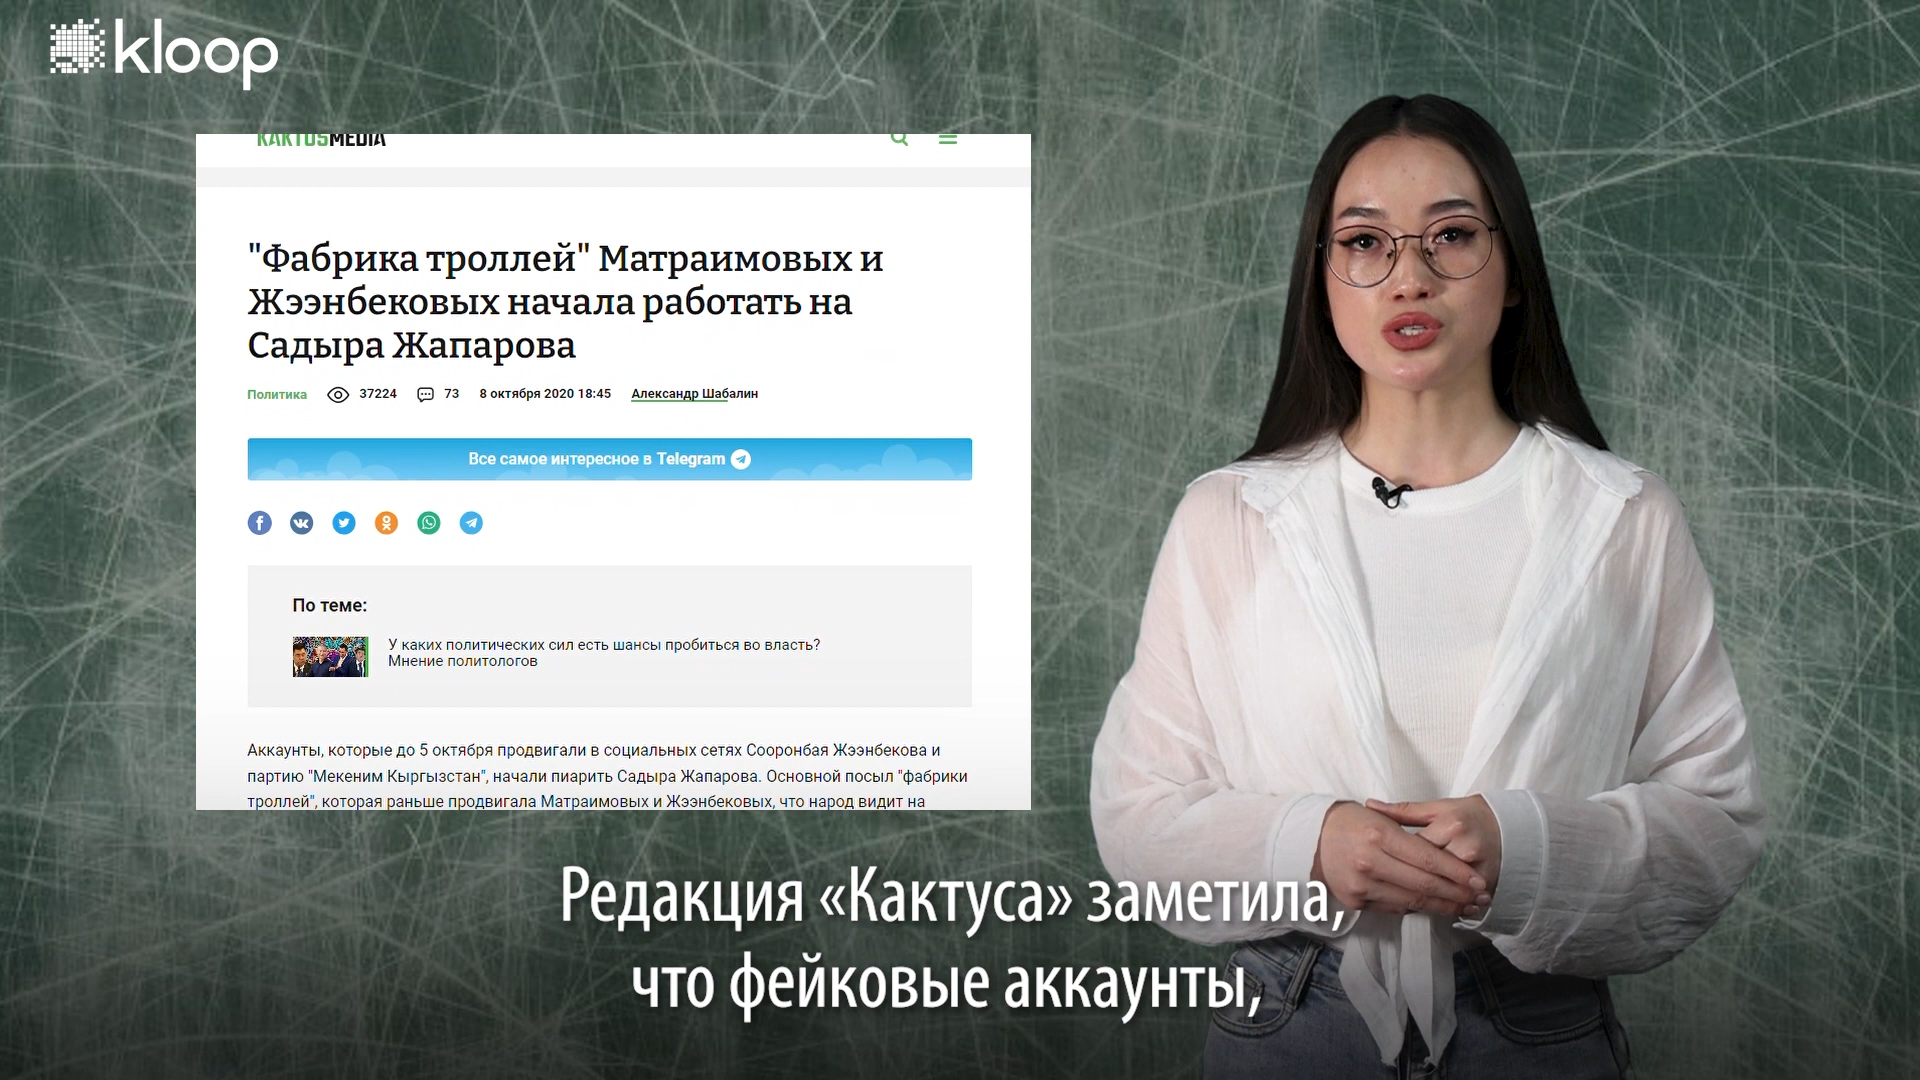 kloop
KAKTUSMEDIA
"Фабрика троллей" Матраимовых и
Жээнбековых начала работать на
Садыра Жапарова
Политика 37224 73 8 октября 2020 18:45 Александр Шабалин
Все самое интересное в Telegram
По теме:
У каких политических сил есть шансы пробиться во власть?
Мнение политологов
Аккаунты, которые до 5 октября продвигали в социальных сетях Сооронбая Жээнбекова и
партию "Мекеним Кыргызстан", начали пиарить Садыра Жапарова. Основной посыл "фабрики
троллей", которая раньше продвигала Матраимовых и Жээнбековых, что народ видит на
Редакция «Кактуса» заметила,
что фейковые аккаунты,